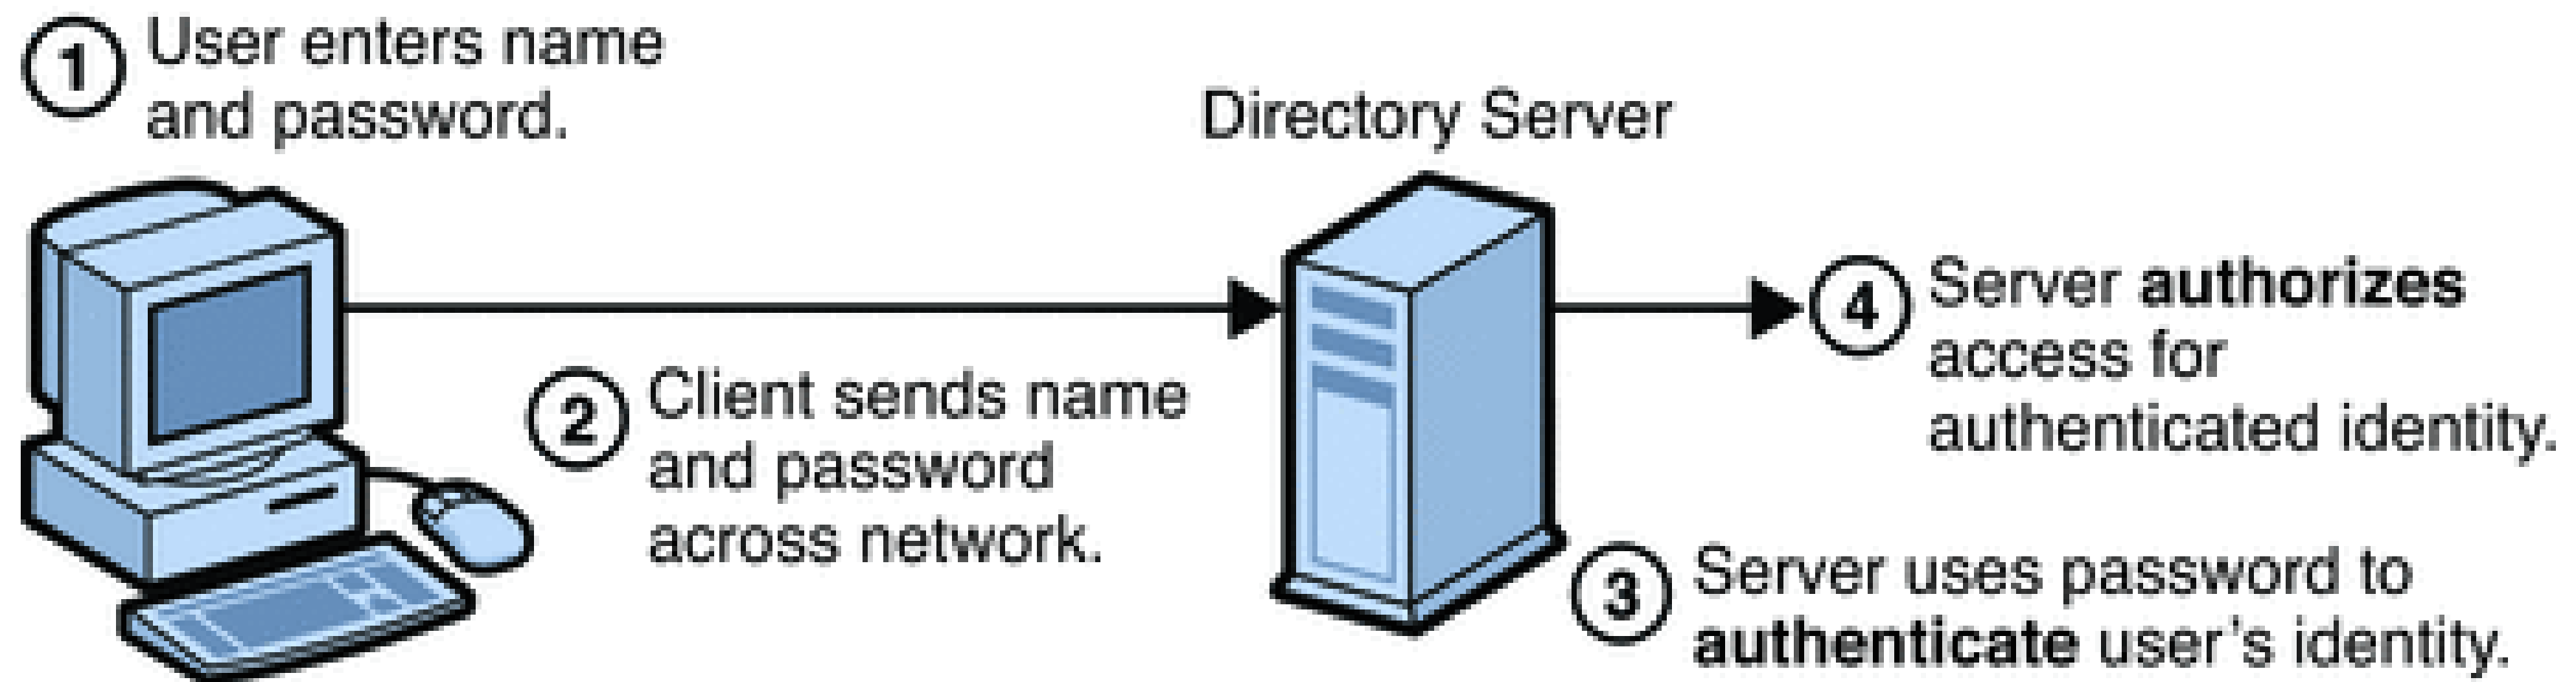 1 User enters name
and password.
Directory Server
2 Client sends name
and password
across network.
3 Server uses password to
authenticate user's identity.
4 Server authorizes
access for
authenticated identity.